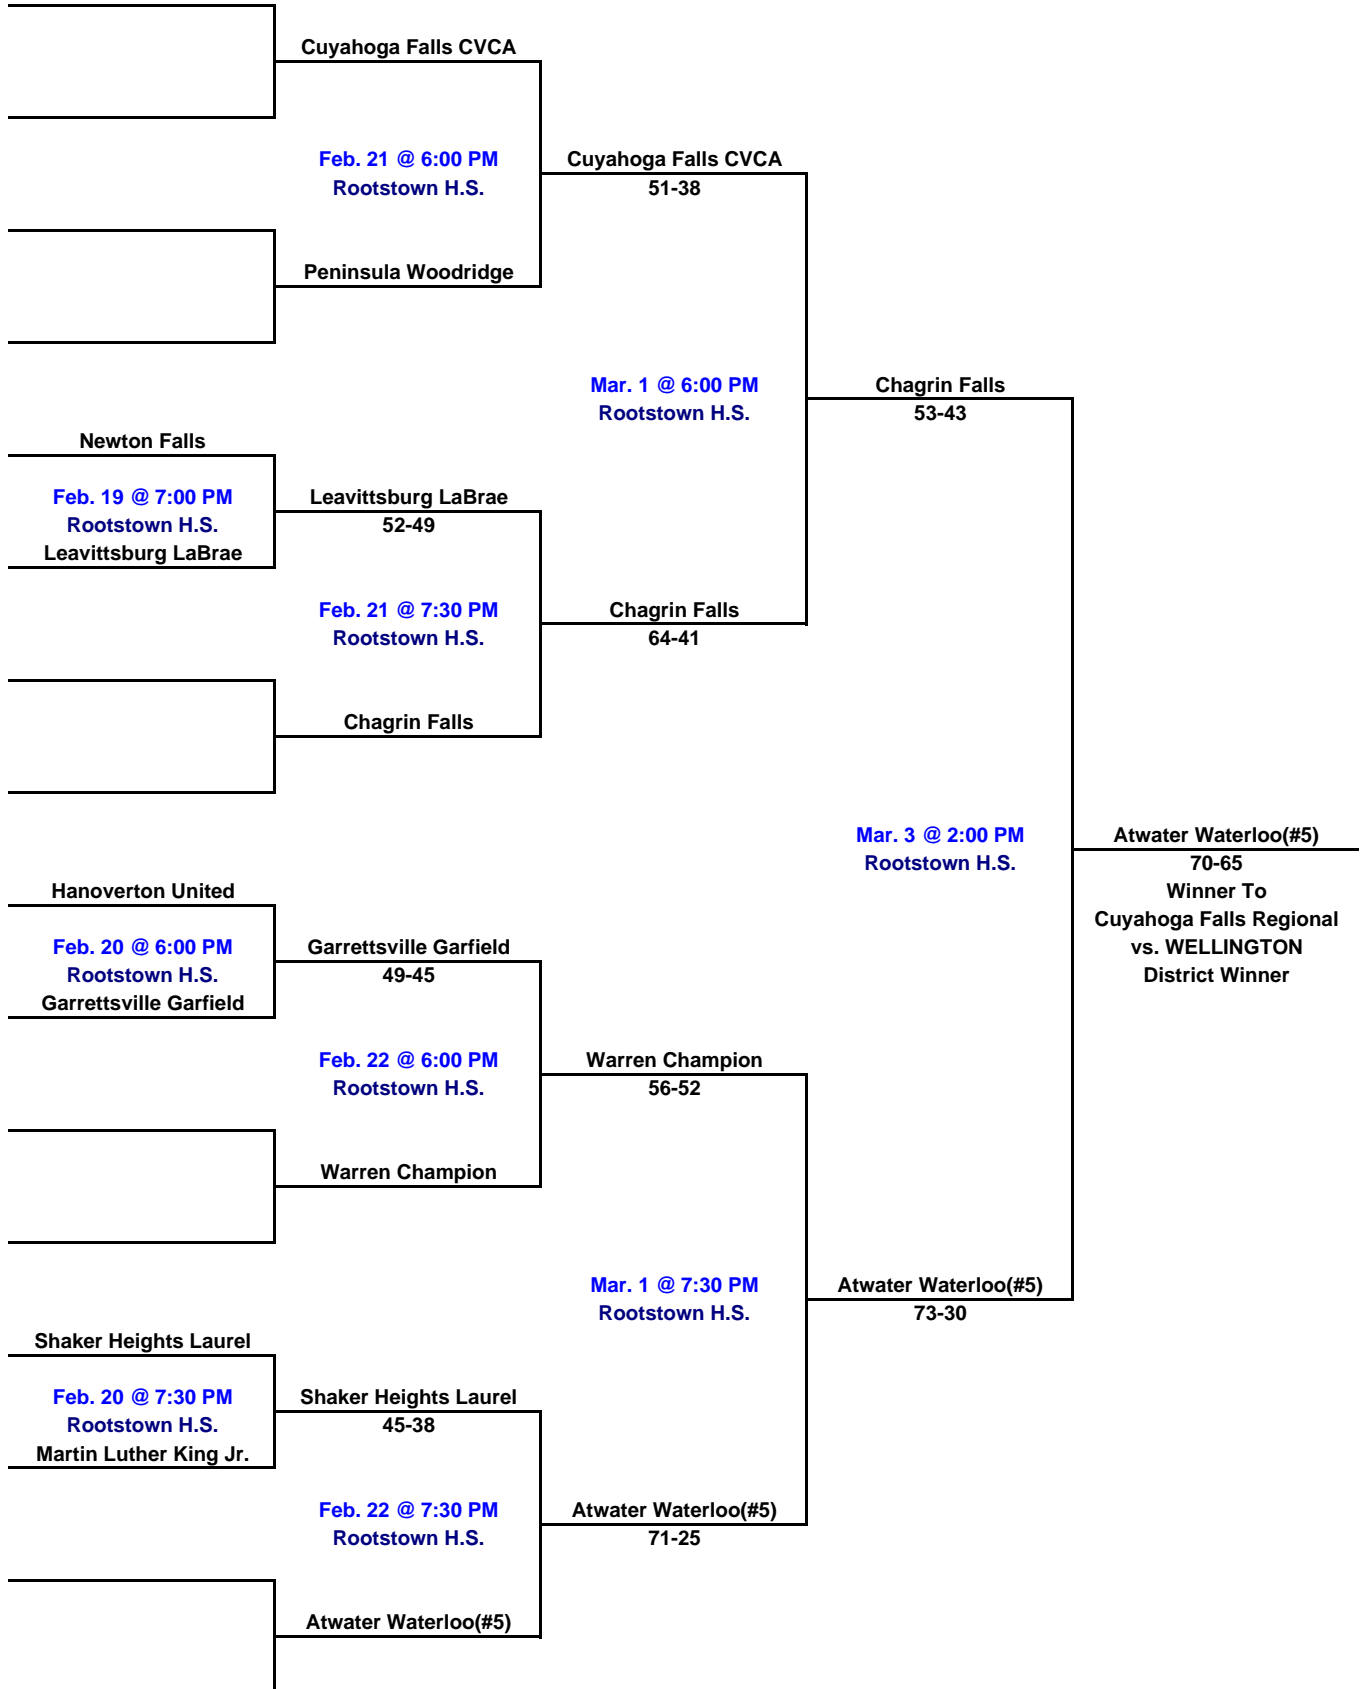 Cuyahoga Falls CVCA
Feb. 21 @ 6:00 PM
Rootstown H.S.
Cuyahoga Falls CVCA
51-38
Peninsula Woodridge
Mar. 1 @ 6:00 PM
Rootstown H.S.
Chagrin Falls
53-43
Newton Falls
Feb. 19 @ 7:00 PM
Rootstown H.S.
Leavittsburg LaBrae
Leavittsburg LaBrae
52-49
Feb. 21 @ 7:30 PM
Rootstown H.S.
Chagrin Falls
64-41
Chagrin Falls
Mar. 3 @ 2:00 PM
Rootstown H.S.
Atwater Waterloo(#5)
70-65
Winner To
Cuyahoga Falls Regional
vs. WELLINGTON
District Winner
Hanoverton United
Feb. 20 @ 6:00 PM
Rootstown H.S.
Garrettsville Garfield
Garrettsville Garfield
49-45
Feb. 22 @ 6:00 PM
Rootstown H.S.
Warren Champion
56-52
Warren Champion
Mar. 1 @ 7:30 PM
Rootstown H.S.
Atwater Waterloo(#5)
73-30
Shaker Heights Laurel
Feb. 20 @ 7:30 PM
Rootstown H.S.
Martin Luther King Jr.
Shaker Heights Laurel
45-38
Feb. 22 @ 7:30 PM
Rootstown H.S.
Atwater Waterloo(#5)
71-25
Atwater Waterloo(#5)